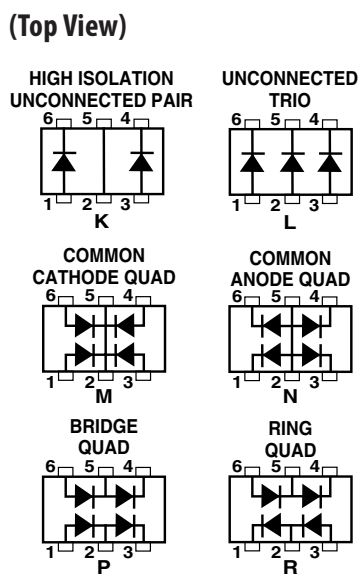 (Top View)
HIGH ISOLATION
UNCONNECTED PAIR
6 5 4
1 2 3
K
UNCONNECTED
TRIO
6 5 4
1 2 3
L
COMMON
CATHODE QUAD
6 5 4
1 2 3
M
COMMON
ANODE QUAD
6 5 4
1 2 3
N
BRIDGE
QUAD
6 5 4
1 2 3
P
RING
QUAD
6 5 4
1 2 3
R